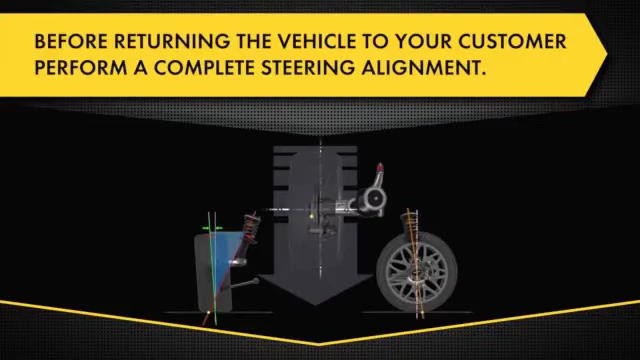 BEFORE RETURNING THE VEHICLE TO YOUR CUSTOMER
PERFORM A COMPLETE STEERING ALIGNMENT.